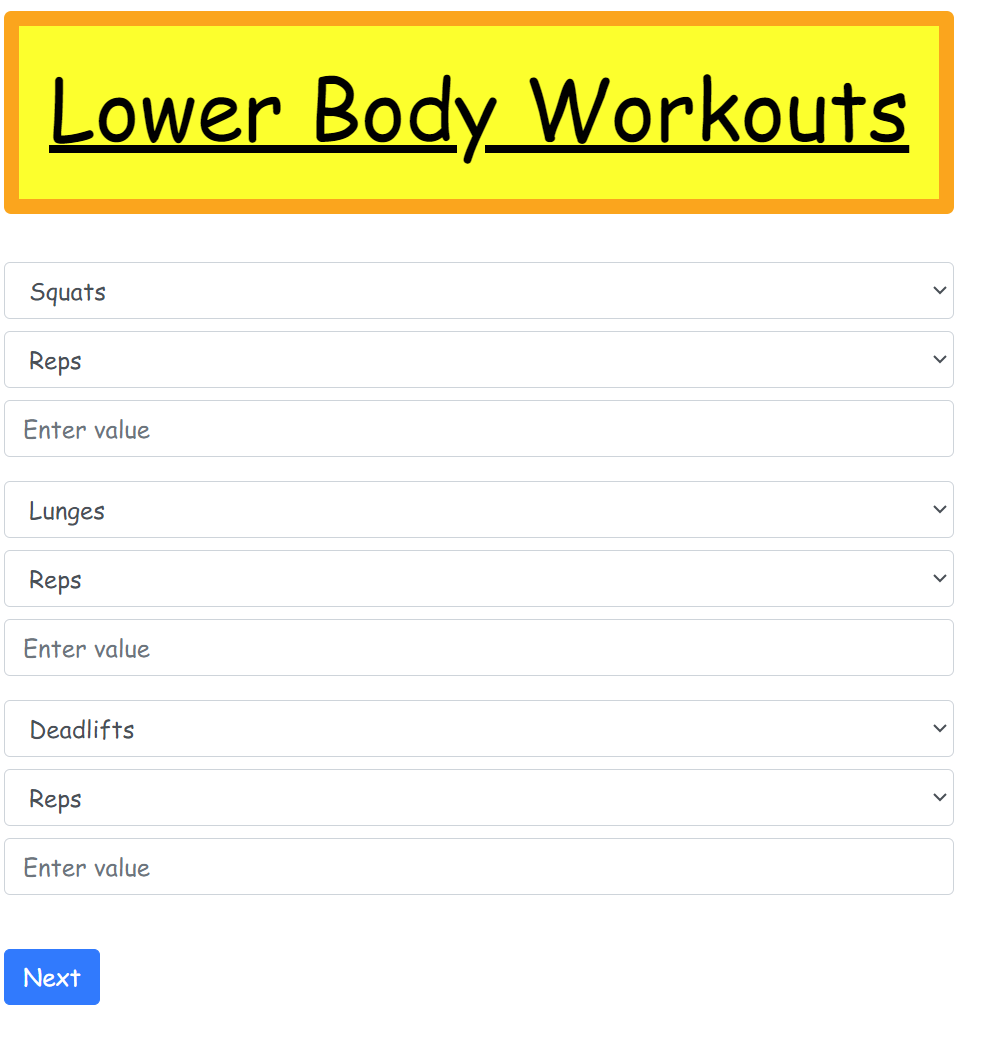 Lower Body Workouts
Squats
Reps
Enter value
Lunges
Reps
Enter value
Deadlifts
Reps
Enter value
Next